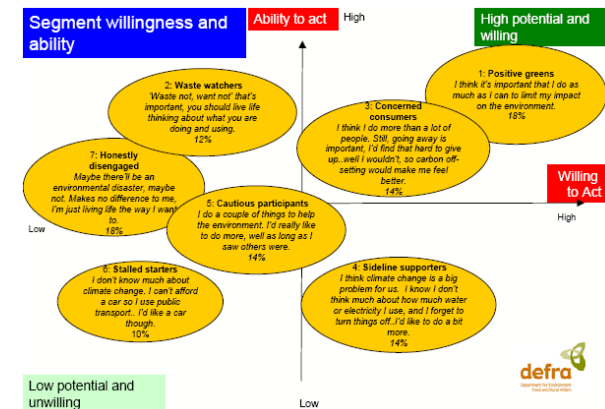 Segment willingness and
ability
Ability to act
High
High potential and
willing
1: Positive greens
I think it's important that I do as
much as I can to limit my impact
on the environment.
18%
2: Waste watchers
'Waste not, want not' that's
important, you should live life
thinking about what you are
doing and using.
12%
3: Concerned
consumers
I think I do more than a lot of
people. Still, going away is
important, I'd find that hard to give
up..well I wouldn't, so carbon off-
setting would make me feel
better.
14%
7: Honestly
disengaged
Maybe there'll be an
environmental disaster, maybe
not. Makes no difference to me,
I'm just living life the way I want
to.
18%
Willing
to Act
5: Cautious participants
I do a couple of things to help
the environment. I'd really like
to do more, well as long as I
saw others were.
14%
Low
High
6: Stalled starters
I don't know much about
climate change. I can't afford
a car so I use public
transport.. I'd like a car
though.
10%
4: Sideline supporters
I think climate change is a big
problem for us. I know I don't
think much about how much water
or electricity I use, and I forget to
turn things off..I'd like to do a bit
more.
14%
defra
Department for Environment
Food and Rural Affairs
Low potential and
unwilling
Low